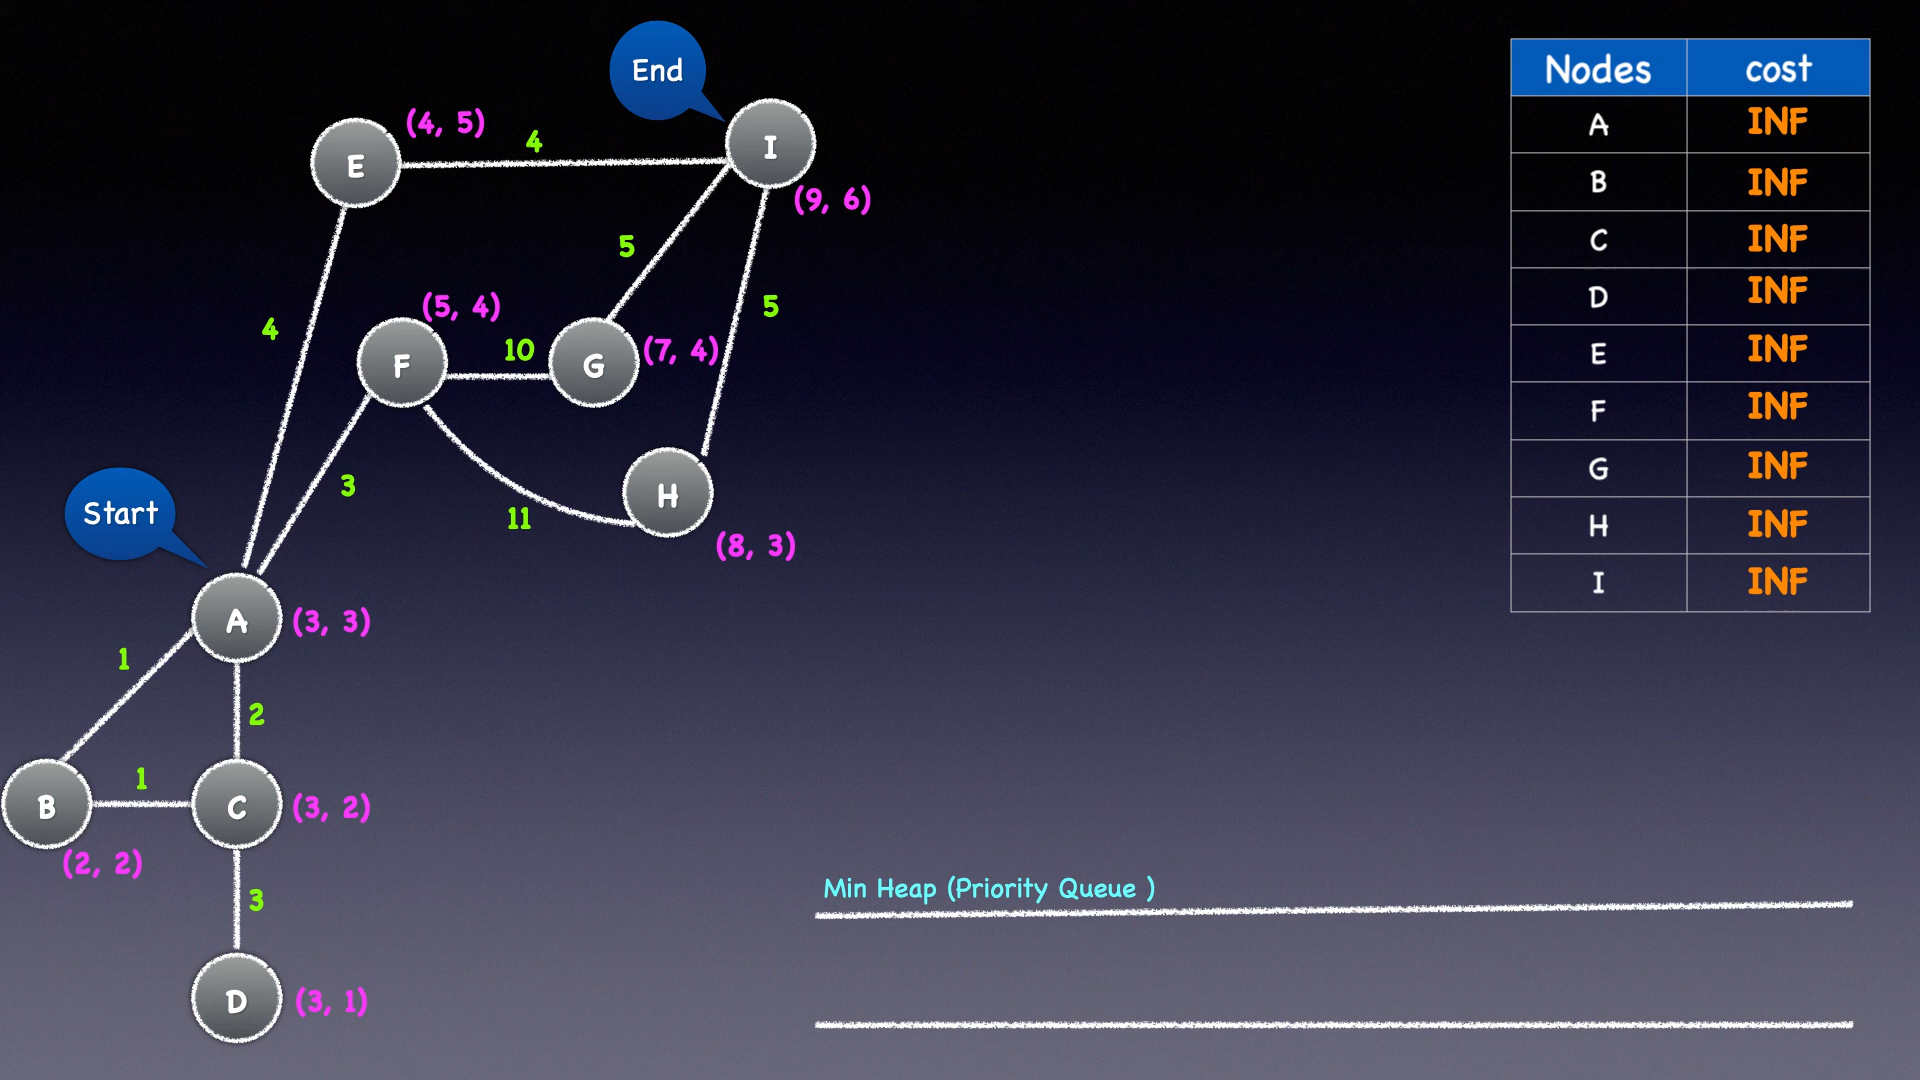 End
E
(4, 5)
4
I
(9, 6)
5
5
4
(5, 4)
F
10
G
(7, 4)
3
11
H
(8, 3)
Start
A
(3, 3)
1
2
B
1
C
(3, 2)
(2, 2)
3
D
(3, 1)
Nodes cost
A INF
B INF
C INF
D INF
E INF
F INF
G INF
H INF
I INF
Min Heap (Priority Queue )